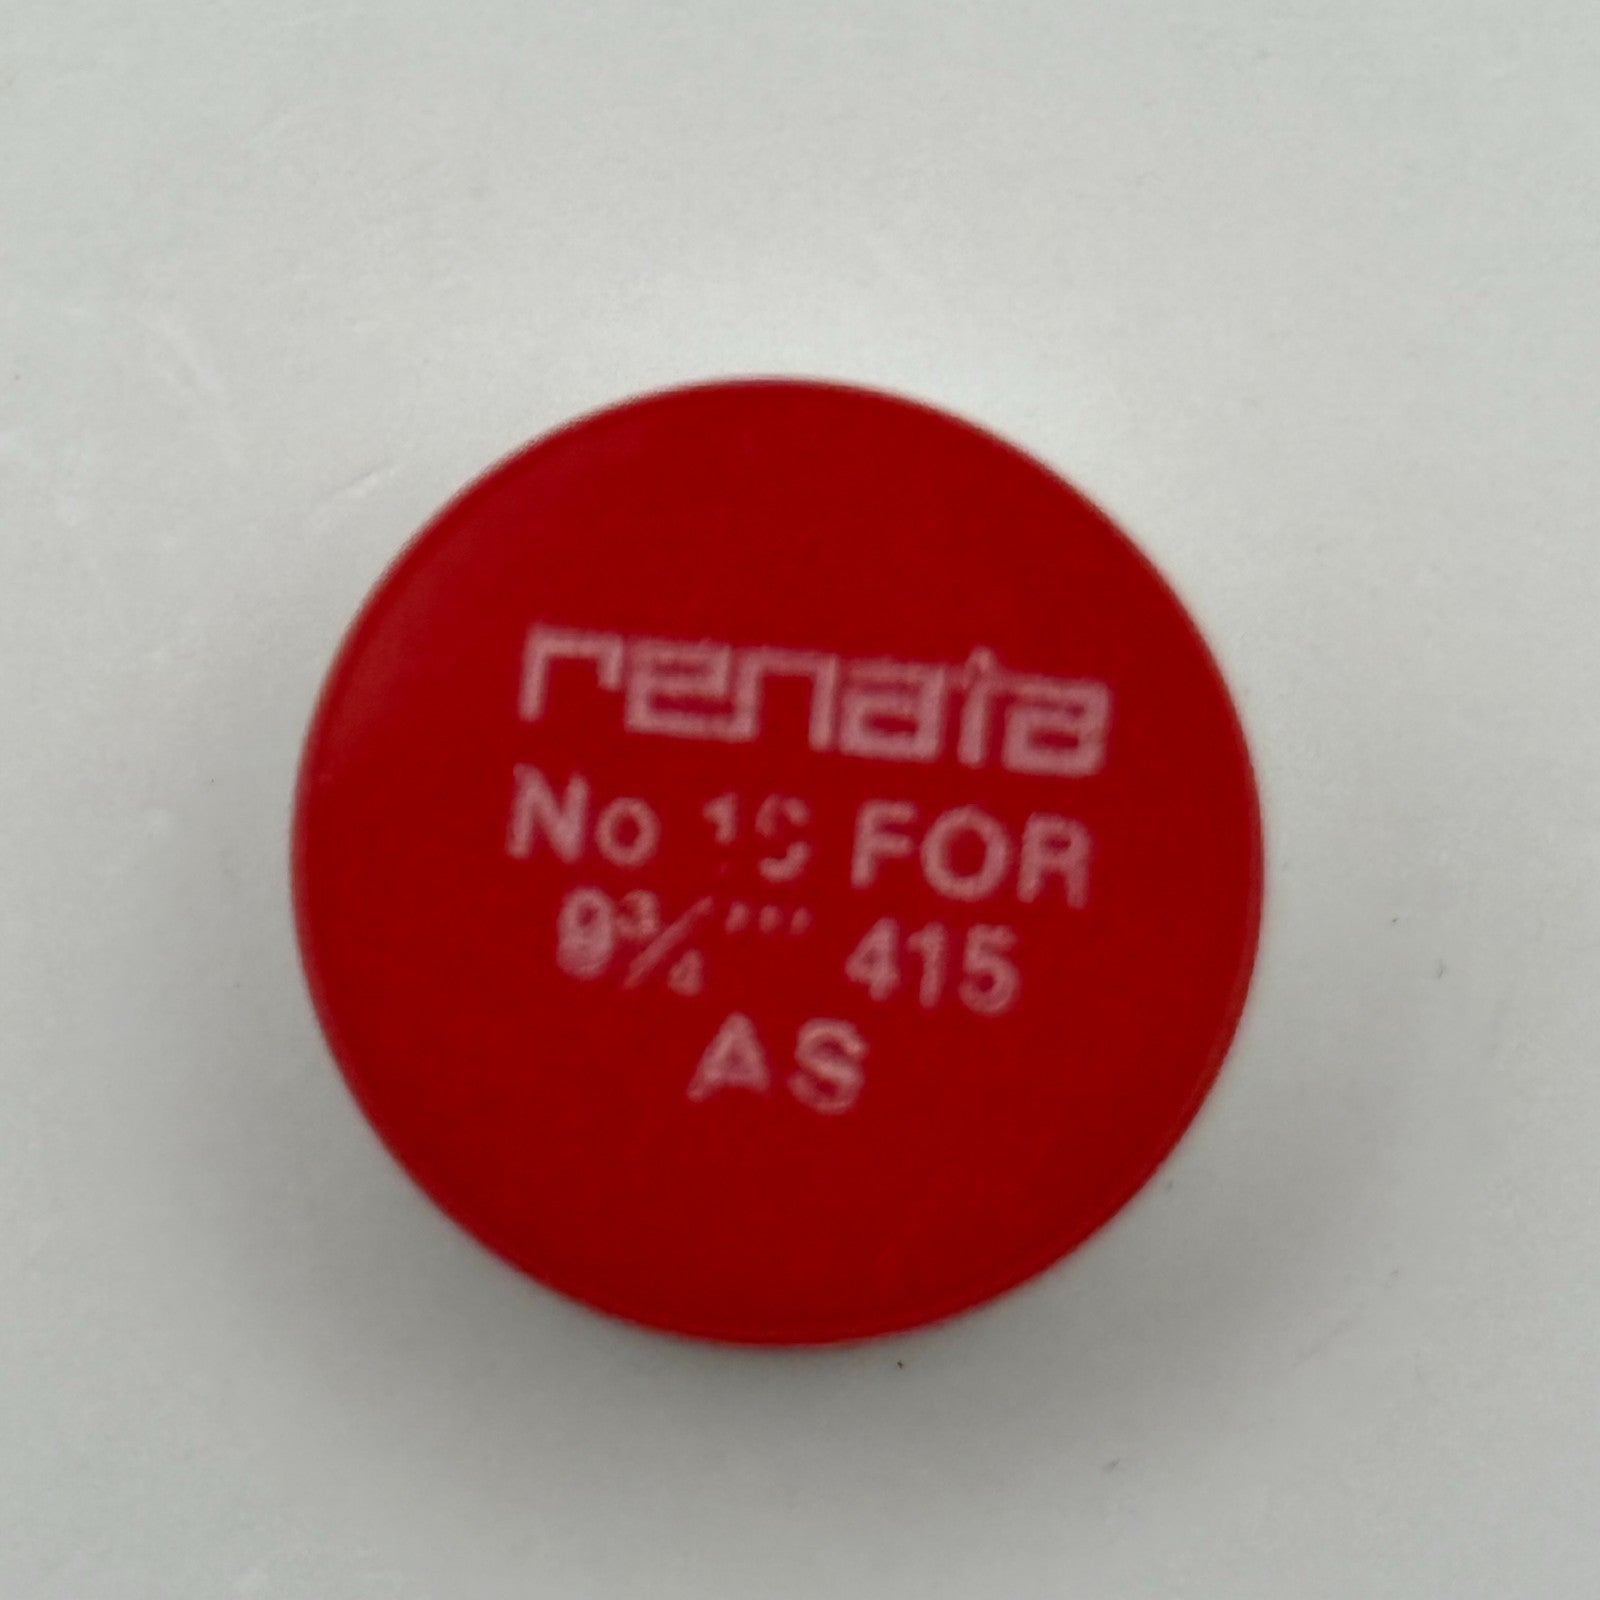 renata
No FOR
9¾''' 415
AS